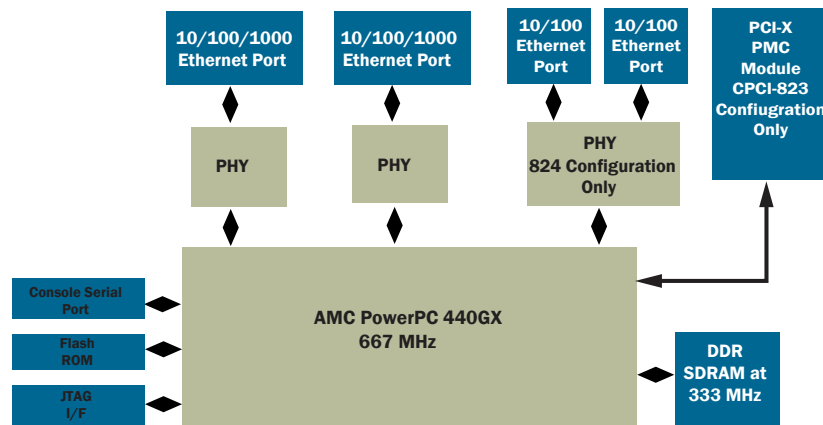 10/100/1000
Ethernet Port
10/100/1000
Ethernet Port
10/100
Ethernet
Port
10/100
Ethernet
Port
PCI-X
PMC
Module
CPCI-823
Confiugration
Only
PHY
PHY
PHY
824 Configuration
Only
Console Serial
Port
Flash
ROM
JTAG
I/F
AMC PowerPC 440GX
667 MHz
DDR
SDRAM at
333 MHz